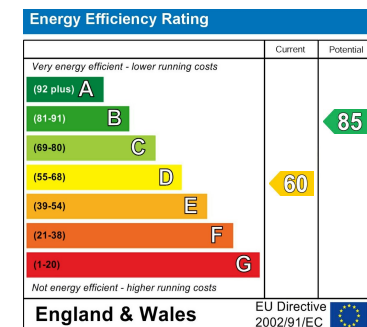 Energy Efficiency Rating
Current Potential
Very energy efficient - lower running costs
(92 plus) A
(81-91) B
85
(69-80) C
(55-68) D
60
(39-54) E
(21-38) F
(1-20) G
Not energy efficient - higher running costs
England & Wales
EU Directive
2002/91/EC